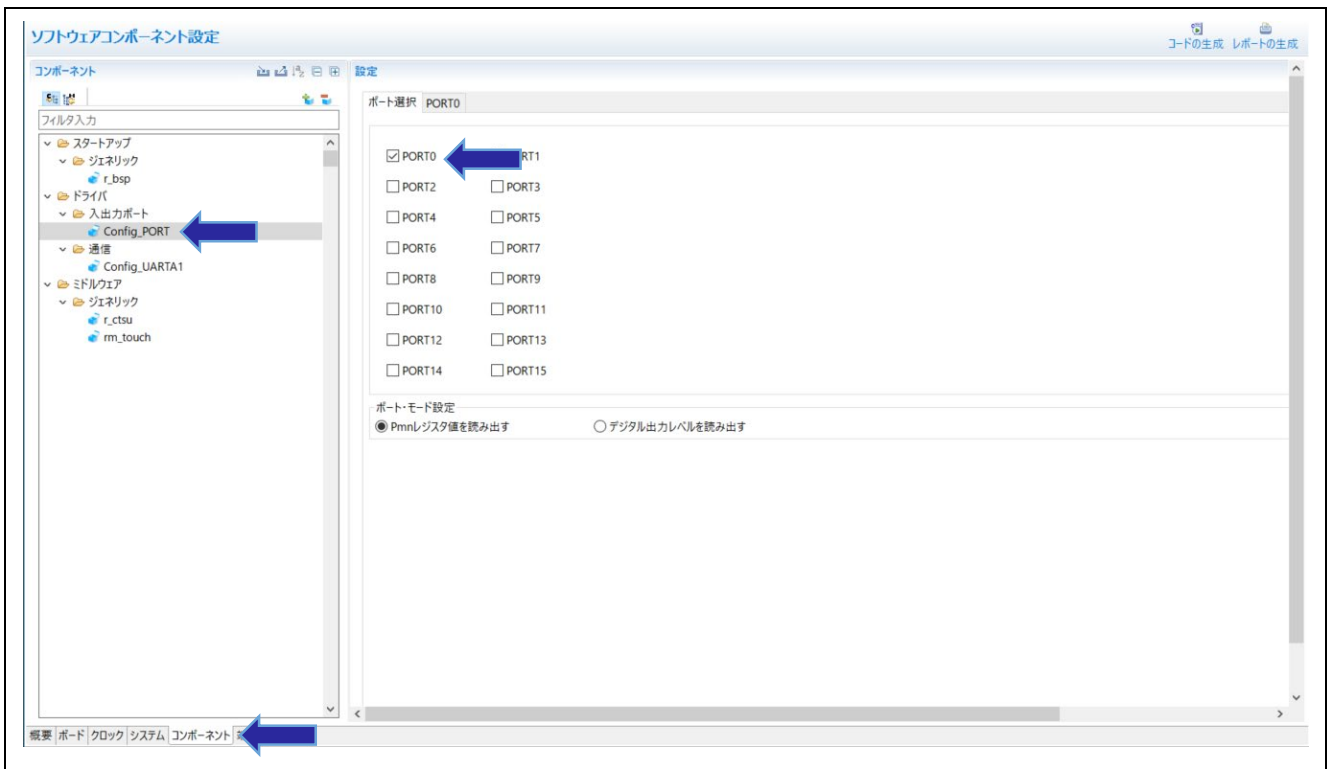 ソフトウェアコンポーネント設定
コードの生成 レポートの生成
コンポーネント
設定
フィルタ入力
スタートアップ
ジェネリック
r_bsp
ドライバ
入出力ポート
Config_PORT
通信
Config_UARTA1
ミドルウェア
ジェネリック
r_ctsu
rm_touch
ポート選択 PORT0
PORT0 RT1
PORT2 PORT3
PORT4 PORT5
PORT6 PORT7
PORT8 PORT9
PORT10 PORT11
PORT12 PORT13
PORT14 PORT15
ポート・モード設定
Pmnレジスタ値を読み出す デジタル出力レベルを読み出す
概要 ボード クロック システム コンポーネント